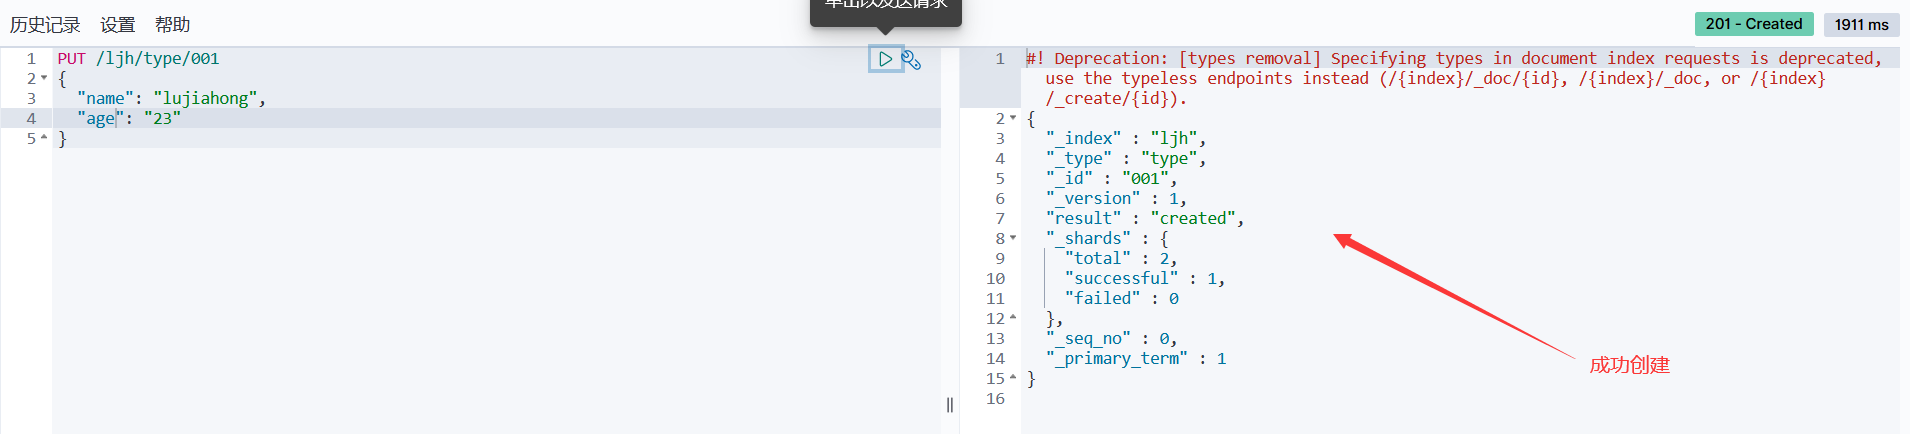 单击以发送请求
历史记录 设置 帮助
201 - Created 1911 ms
1 PUT /ljh/type/001
2 {
3 "name": "lujiahong",
4 "age": "23"
5 }
1 #! Deprecation: [types removal] Specifying types in document index requests is deprecated,
use the typeless endpoints instead (/{index}/_doc/{id}, /{index}/_doc, or /{index}
/_create/{id}).
2 {
3 "_index" : "ljh",
4 "_type" : "type",
5 "_id" : "001",
6 "_version" : 1,
7 "result" : "created",
8 "_shards" : {
9 "total" : 2,
10 "successful" : 1,
11 "failed" : 0
12 },
13 "_seq_no" : 0,
14 "_primary_term" : 1
15 }
16
成功创建